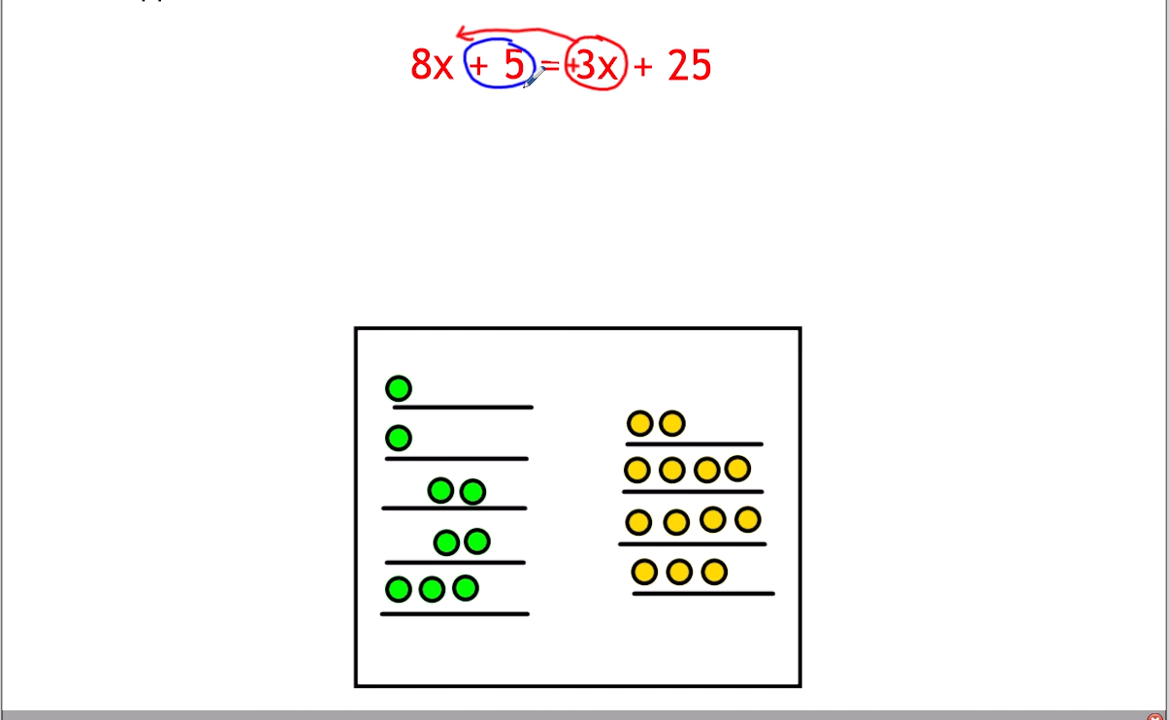 8x + 5 = +3x + 25